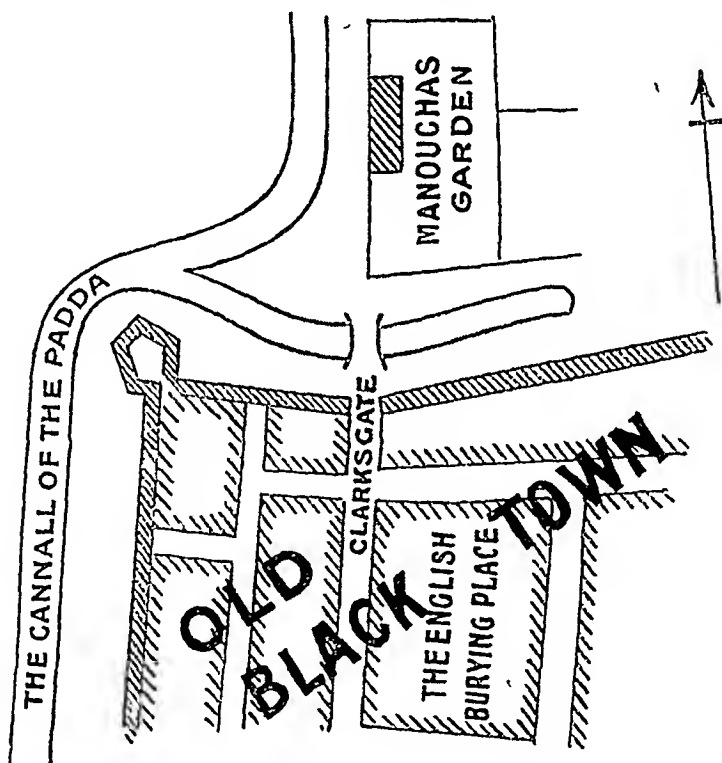 MANOUCHAS
GARDEN
THE CANNALL OF THE PADDA
CLARKSGATE
OLD
BLACK
TOWN
THE ENGLISH
BURYING PLACE